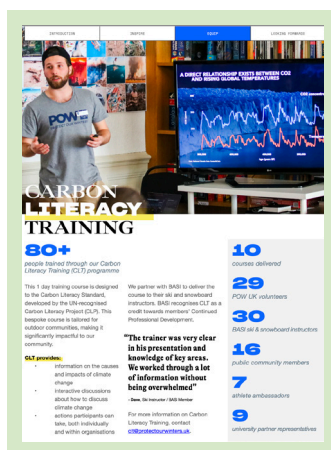 INTRODUCTION
INSPIRE
EQUIP
LOOKING FORWARD
A DIRECT RELATIONSHIP EXISTS BETWEEN CO2
AND RISING GLOBAL TEMPERATURES
POW
CARBON
LITERACY
TRAINING
80+
people trained through our Carbon
Literacy Training (CLT) programme
This 1 day training course is designed
to the Carbon Literacy Standard,
developed by the UN-recognised
Carbon Literacy Project (CLP). This
bespoke course is tailored for
outdoor communities, making it
significantly impactful to our
community.
CLT provides:
• information on the causes
and impacts of climate
change
• interactive discussions
about how to discuss
climate change
• actions participants can
take, both individually
and within organisations
We partner with BASI to deliver the
course to their ski and snowboard
instructors. BASI recognises CLT as a
credit towards members' Continued
Professional Development.
"The trainer was very clear
in his presentation and
knowledge of key areas.
We worked through a lot
of information without
being overwhelmed"
- Dave, Ski Instructor / BASI Member
For more information on Carbon
Literacy Training, contact
clt@protectourwinters.uk.
10
courses delivered
29
POW UK volunteers
30
BASI ski & snowboard instructors
16
public community members
7
athlete ambassadors
9
university partner representatives